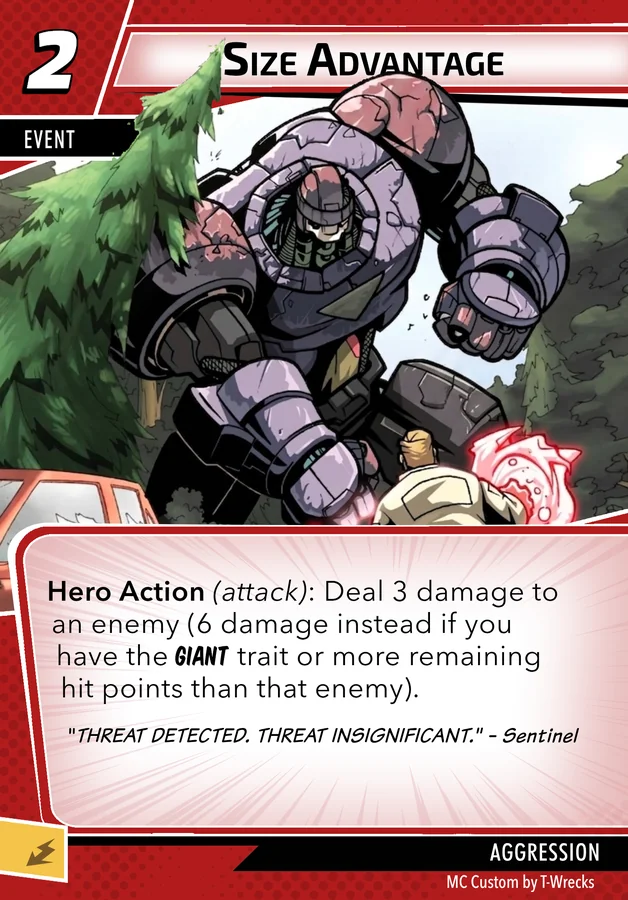 2
SIZE ADVANTAGE
EVENT
Hero Action (attack): Deal 3 damage to
an enemy (6 damage instead if you
have the GIANT trait or more remaining
hit points than that enemy).
"THREAT DETECTED. THREAT INSIGNIFICANT." – Sentinel
AGGRESSION
MC Custom by T-Wrecks